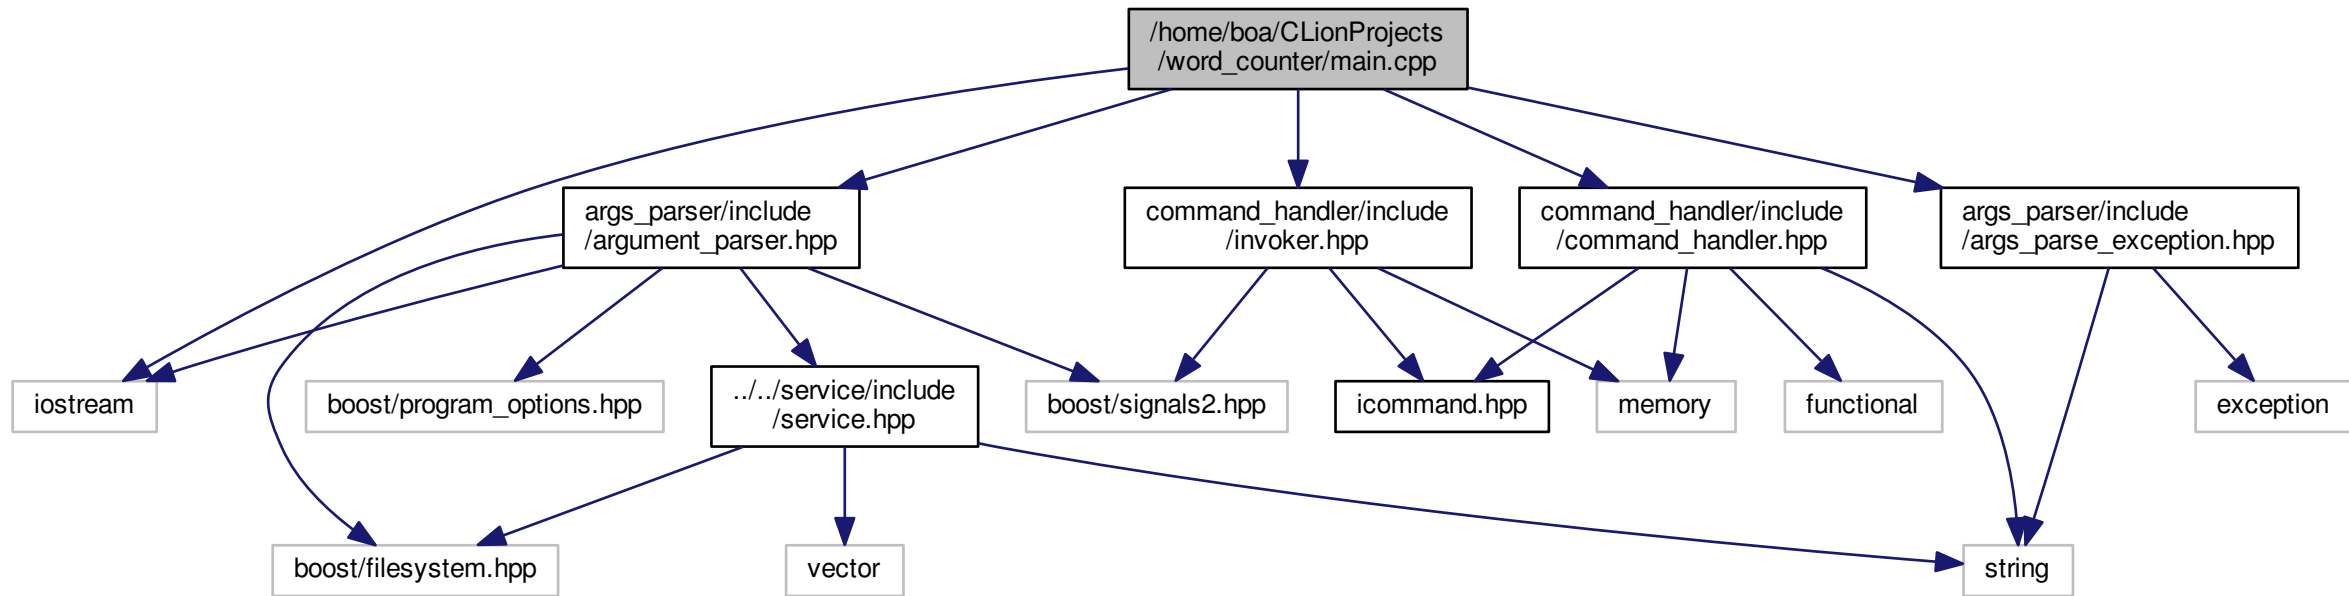 /home/boa/CLionProjects
/word_counter/main.cpp
args_parser/include
/argument_parser.hpp
command_handler/include
/invoker.hpp
command_handler/include
/command_handler.hpp
args_parser/include
/args_parse_exception.hpp
iostream
boost/program_options.hpp
../../service/include
/service.hpp
boost/signals2.hpp
icommand.hpp
memory
functional
exception
boost/filesystem.hpp
vector
string